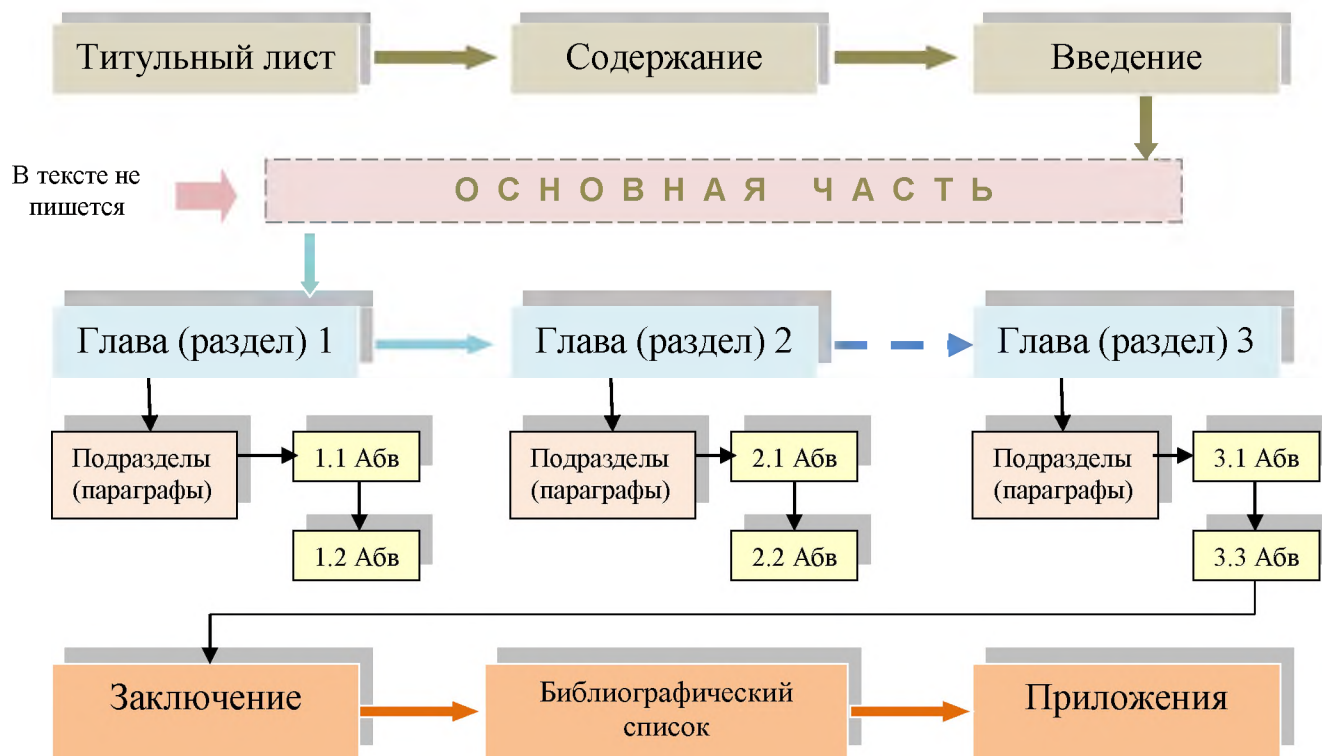 Титульный лист
Содержание
Введение
В тексте не
пишется
ОСНОВНАЯ ЧАСТЬ
Глава (раздел) 1
Глава (раздел) 2
Глава (раздел) 3
Подразделы
(параграфы)
1.1 Абв
1.2 Абв
Подразделы
(параграфы)
2.1 Абв
2.2 Абв
Подразделы
(параграфы)
3.1 Абв
3.3 Абв
Заключение
Библиографический
список
Приложения